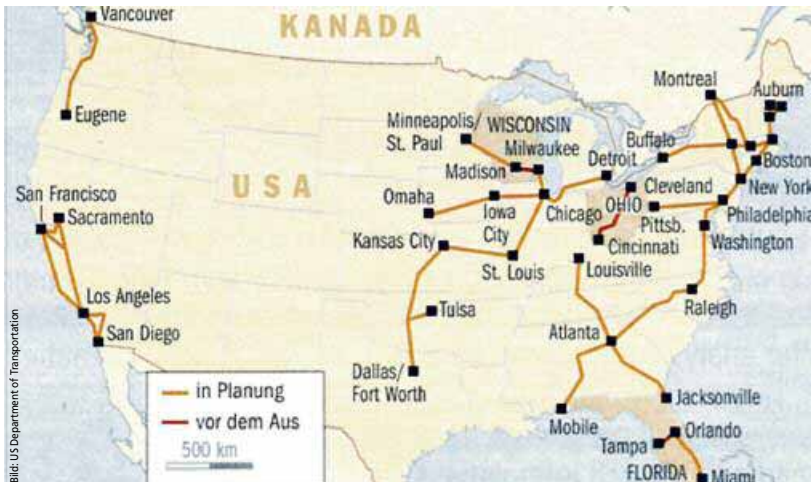 Vancouver
KANADA
Eugene
Montreal
Auburn
Minneapolis/
St. Paul
WISCONSIN
Milwaukee
Madison
Buffalo
Detroit
Boston
USA
Cleveland
New York
San Francisco
Sacramento
Omaha
Iowa
City
Chicago
OHIO
Pittsb.
Philadelphia
Kansas City
Cincinnati
Washington
St. Louis
Louisville
Los Angeles
San Diego
Tulsa
Raleigh
Atlanta
Dallas/
Fort Worth
in Planung
vor dem Aus
500 km
Jacksonville
Mobile
Orlando
Tampa
FLORIDA
Miami
Bild: US Department of Transportation